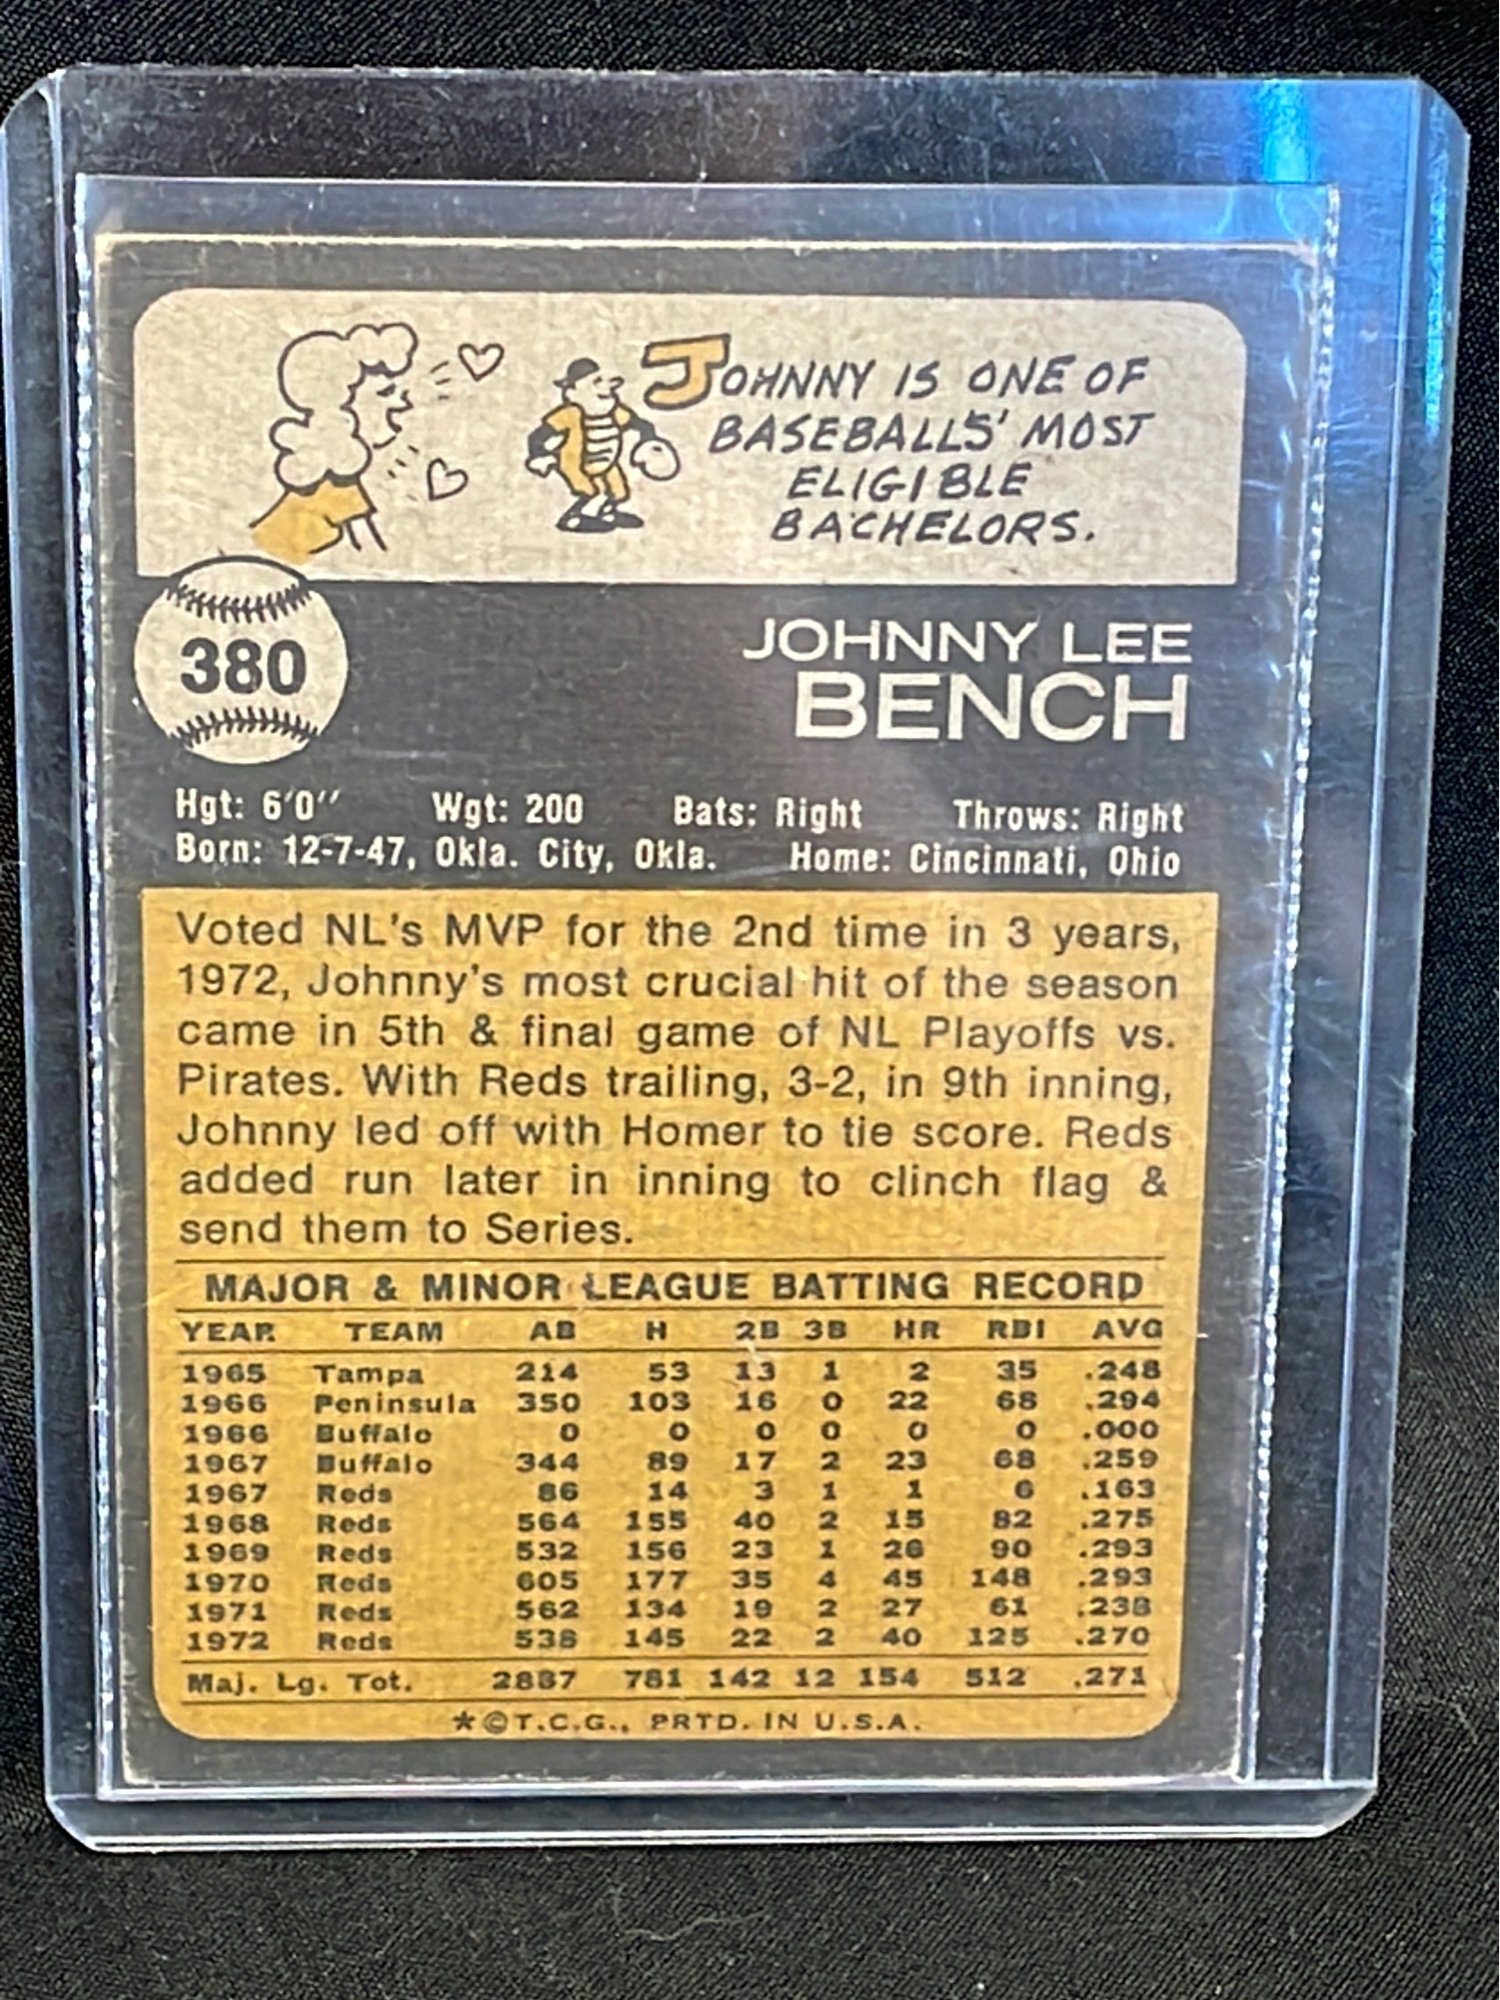 JOHNNY IS ONE OF
BASEBALLS' MOST
ELIGIBLE
BACHELORS.
380
JOHNNY LEE
BENCH
Hgt: 6'0" Wgt: 200 Bats: Right Throws: Right
Born: 12-7-47, Okla. City, Okla. Home: Cincinnati, Ohio
Voted NL's MVP for the 2nd time in 3 years,
1972, Johnny's most crucial hit of the season
came in 5th & final game of NL Playoffs vs.
Pirates. With Reds trailing, 3-2, in 9th inning,
Johnny led off with Homer to tie score. Reds
added run later in inning to clinch flag &
send them to Series.
MAJOR & MINOR LEAGUE BATTING RECORD
YEAR TEAM AB H 2B 3B HR RBI AVG
1965 Tampa 214 53 13 1 2 35 .248
1966 Peninsula 350 103 16 0 22 68 .294
1966 Buffalo 0 0 0 0 0 0 .000
1967 Buffalo 344 89 17 2 23 68 .259
1967 Reds 86 14 3 1 1 6 .163
1968 Reds 564 155 40 2 15 82 .275
1969 Reds 532 156 23 1 26 90 .293
1970 Reds 605 177 35 4 45 148 .293
1971 Reds 562 134 19 2 27 61 .238
1972 Reds 538 145 22 2 40 125 .270
Maj. Lg. Tot. 2887 781 142 12 154 512 .271
*©T.C.G., PRTD. IN U.S.A.